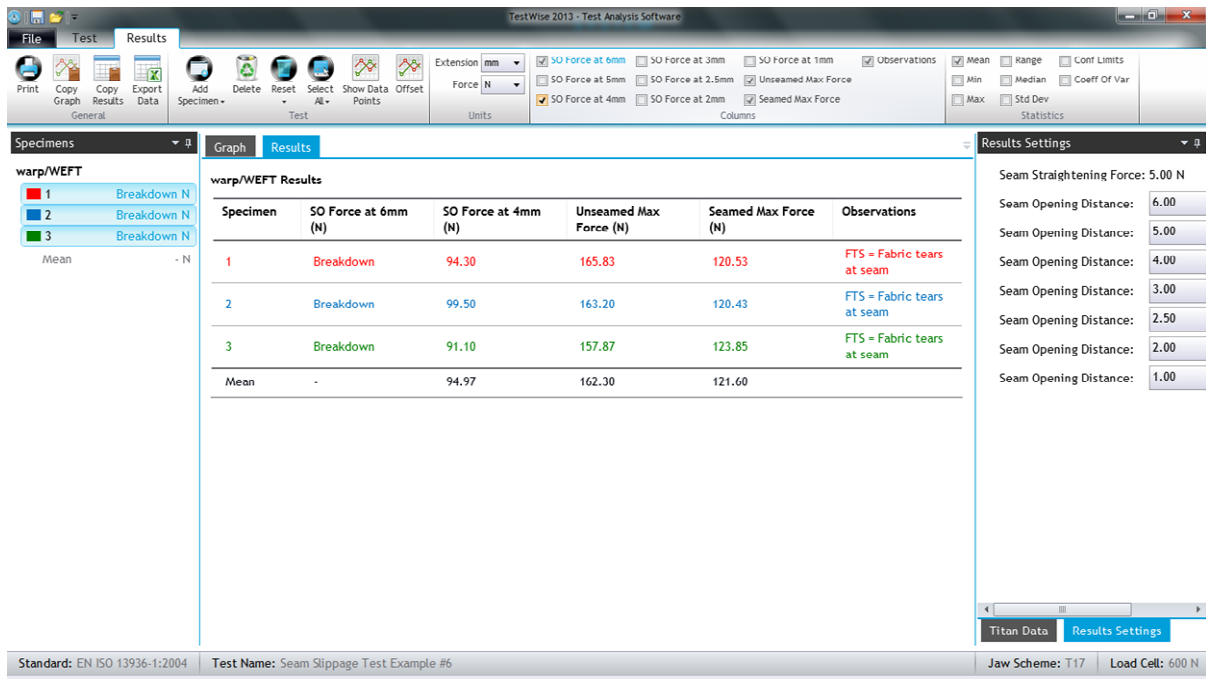 TestWise 2013 - Test Analysis Software
File Test Results
Extension mm
Force N
Print
Copy Graph
Copy Results
Export Data
Add Specimen
Delete
Reset
Select All
Show Data Points
Offset
SO Force at 6mm SO Force at 3mm SO Force at 1mm Observations
SO Force at 5mm SO Force at 2.5mm Unseamed Max Force
SO Force at 4mm SO Force at 2mm Seamed Max Force
Mean Range Conf Limits
Min Median Coeff Of Var
Max Std Dev
General Test Units Columns Statistics
Specimens
warp/WEFT
1 Breakdown N
2 Breakdown N
3 Breakdown N
Mean - N
Graph Results
warp/WEFT Results
Specimen SO Force at 6mm (N) SO Force at 4mm (N) Unseamed Max Force (N) Seamed Max Force (N) Observations
1 Breakdown 94.30 165.83 120.53 FTS = Fabric tears at seam
2 Breakdown 99.50 163.20 120.43 FTS = Fabric tears at seam
3 Breakdown 91.10 157.87 123.85 FTS = Fabric tears at seam
Mean - 94.97 162.30 121.60
Results Settings
Seam Straightening Force: 5.00 N
Seam Opening Distance: 6.00
Seam Opening Distance: 5.00
Seam Opening Distance: 4.00
Seam Opening Distance: 3.00
Seam Opening Distance: 2.50
Seam Opening Distance: 2.00
Seam Opening Distance: 1.00
Titan Data Results Settings
Standard: EN ISO 13936-1:2004 Test Name: Seam Slippage Test Example #6 Jaw Scheme: T17 Load Cell: 600 N